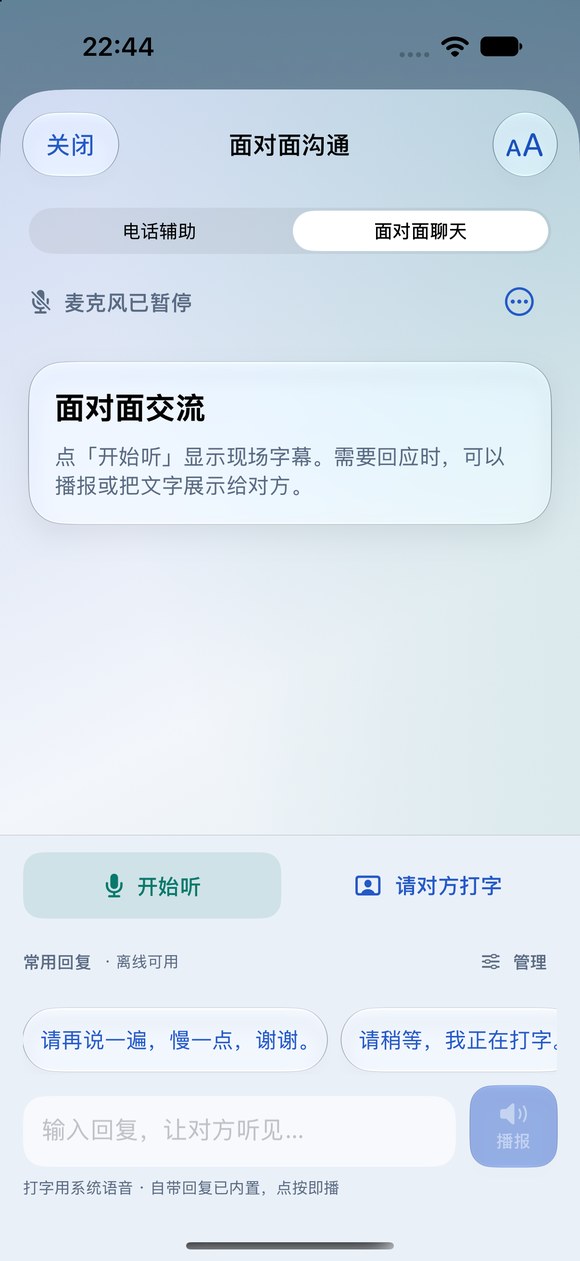 22:44
关闭
面对面沟通
AA
电话辅助
面对面聊天
麦克风已暂停
面对面交流
点「开始听」显示现场字幕。需要回应时，可以
播报或把文字展示给对方。
开始听
请对方打字
常用回复 · 离线可用
管理
请再说一遍，慢一点，谢谢。
请稍等，我正在打字。
输入回复，让对方听见…
播报
打字用系统语音 · 自带回复已内置，点按即播